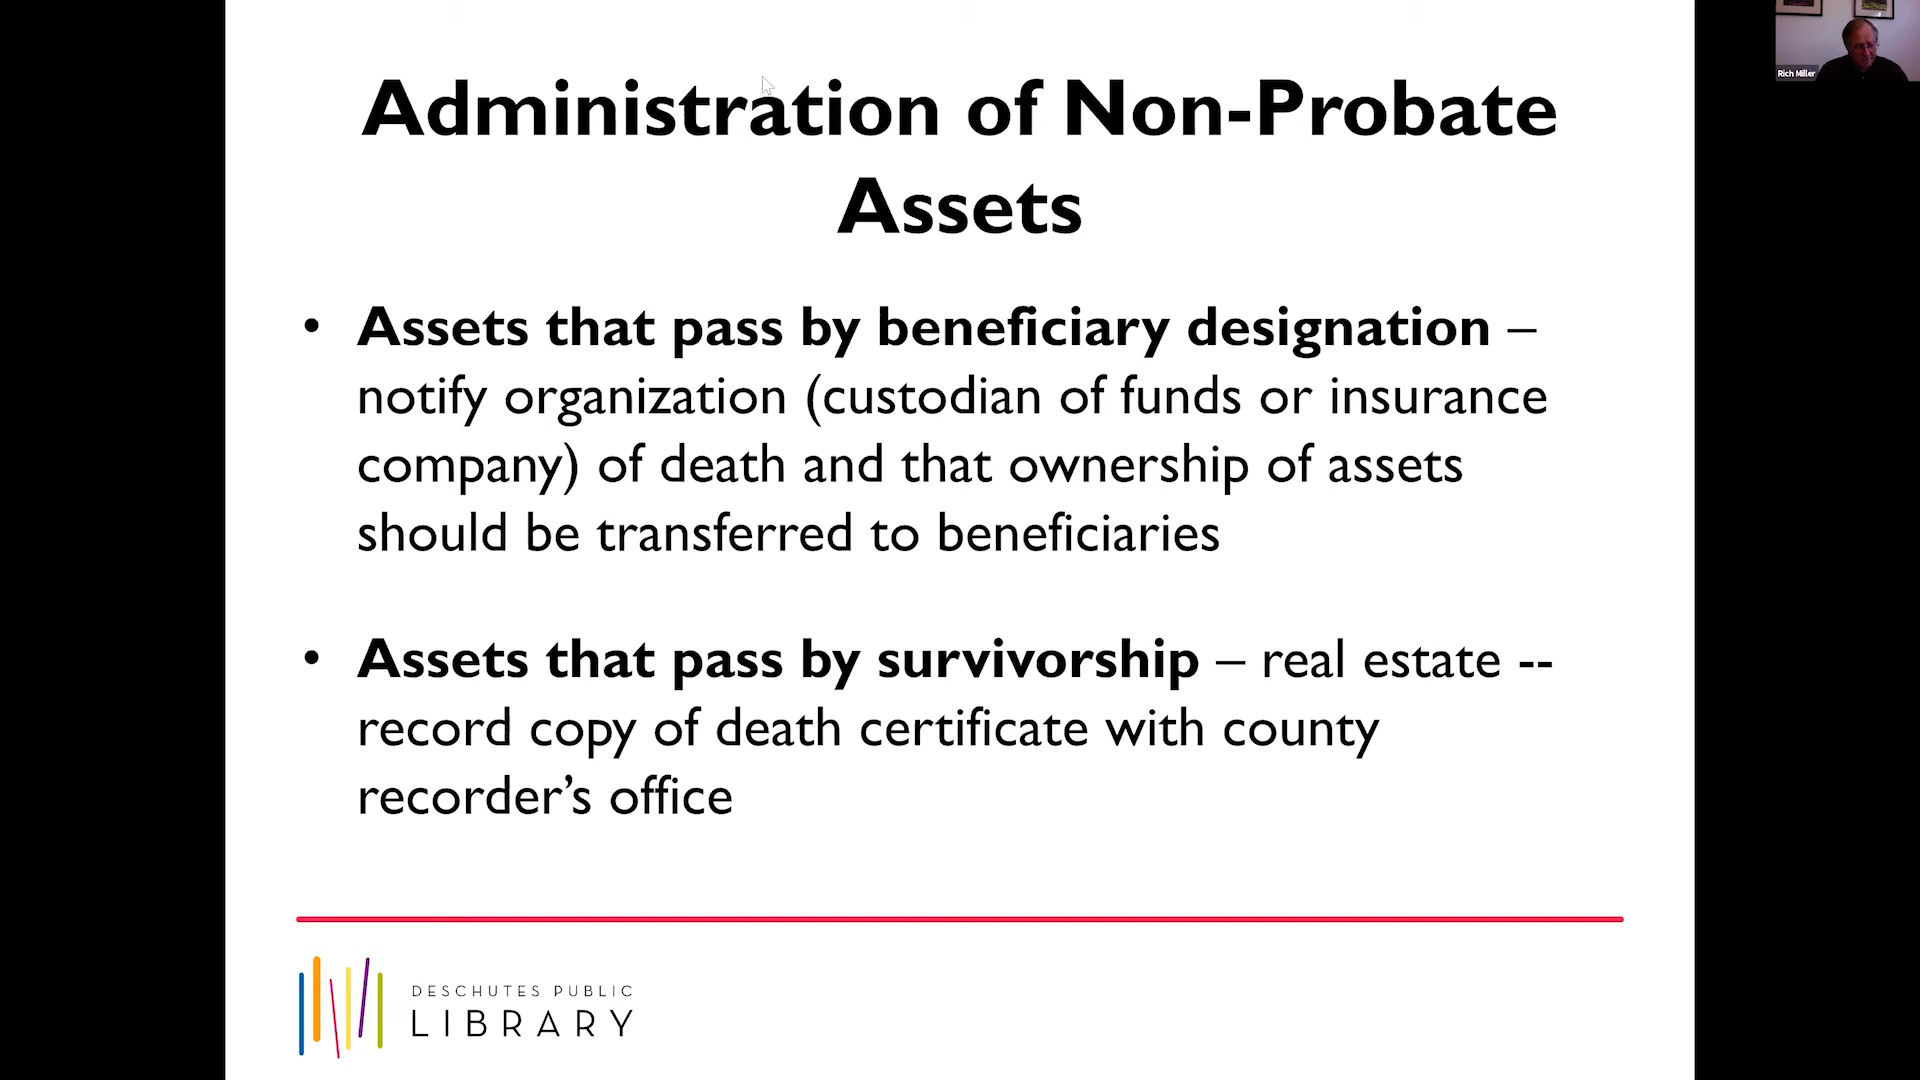 Administration of Non-Probate
Assets
• Assets that pass by beneficiary designation –
notify organization (custodian of funds or insurance
company) of death and that ownership of assets
should be transferred to beneficiaries
• Assets that pass by survivorship – real estate --
record copy of death certificate with county
recorder’s office
DESCHUTES PUBLIC
LIBRARY
Rich Miller